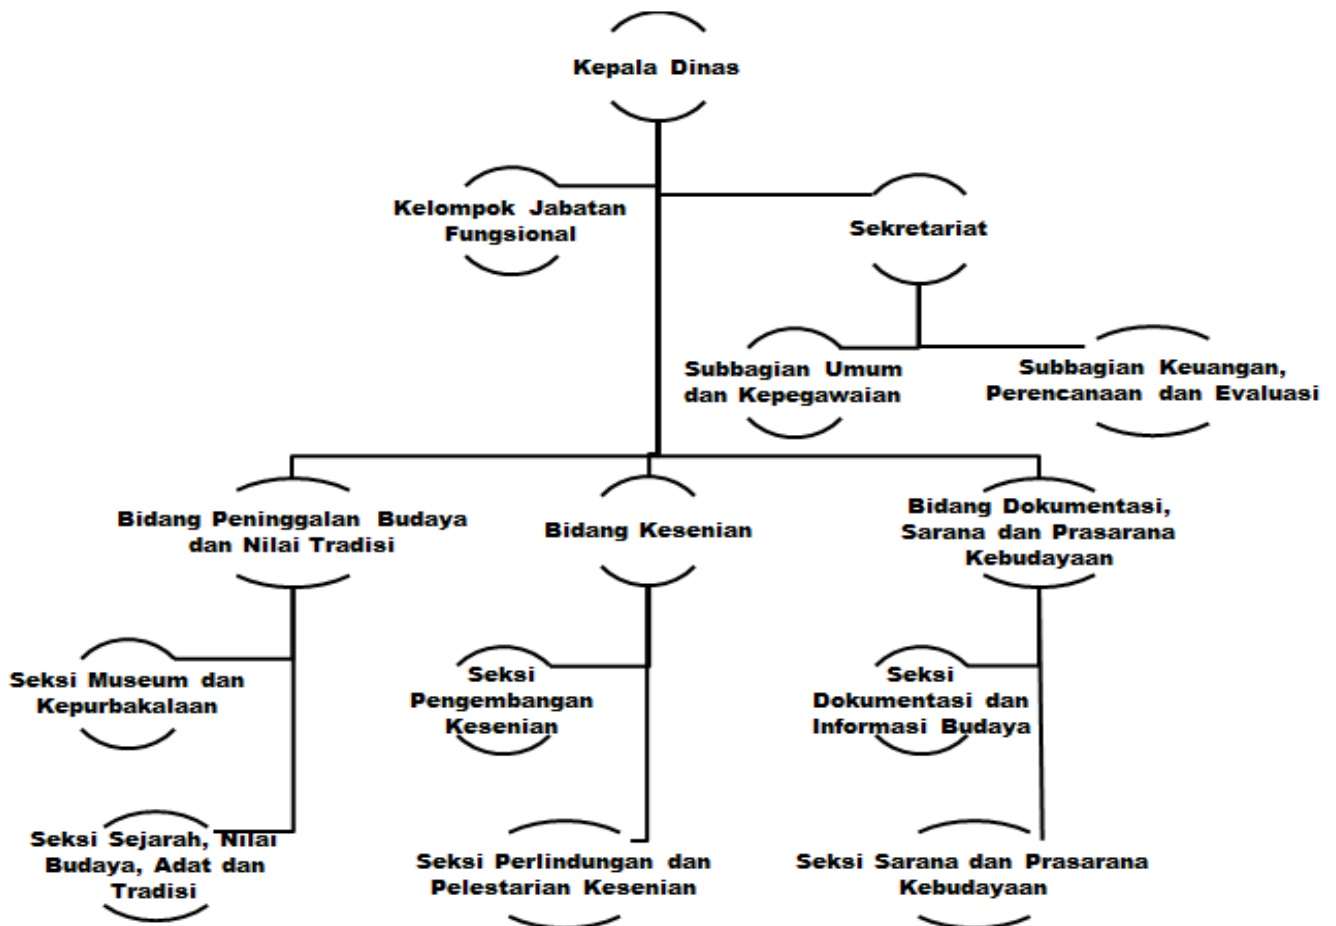 Kepala Dinas
Kelompok Jabatan
Fungsional
Sekretariat
Subbagian Umum
dan Kepegawaian
Subbagian Keuangan,
Perencanaan dan Evaluasi
Bidang Peninggalan Budaya
dan Nilai Tradisi
Bidang Kesenian
Bidang Dokumentasi,
Sarana dan Prasarana
Kebudayaan
Seksi Museum dan
Kepurbakalaan
Seksi
Pengembangan
Kesenian
Seksi
Dokumentasi dan
Informasi Budaya
Seksi Sejarah, Nilai
Budaya, Adat dan
Tradisi
Seksi Perlindungan dan
Pelestarian Kesenian
Seksi Sarana dan Prasarana
Kebudayaan